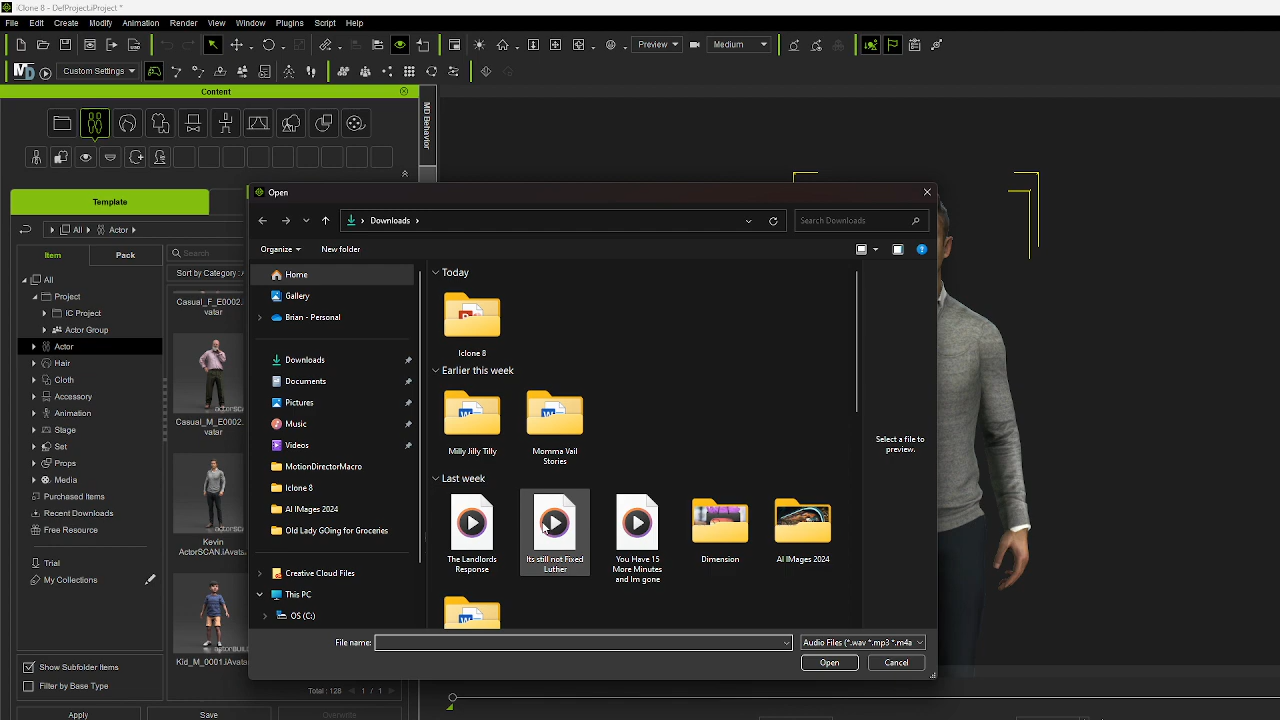 iClone 8 - DefProject.iProject *
File Edit Create Modify Animation Render View Window Plugins Script Help
Preview Medium
MD Custom Settings
Content
MD Behavior
Template
Open
All Actor
Downloads
Search Downloads
Item Pack
Search
Organize New folder
Sort by Category
All
Project
IC Project
Actor Group
Actor
Hair
Cloth
Accessory
Animation
Stage
Set
Props
Media
Purchased Items
Recent Downloads
Free Resource
Trial
My Collections
Show Subfolder Items
Filter by Base Type
Apply Save Overwrite
Casual_F_E0002.
vatar
actorscan
Casual_M_E0002.
vatar
Kevin
ActorSCAN.iAvata
Kid_M_0001.iAvata
Total : 128 1 / 1
Home
Gallery
Brian - Personal
Downloads
Documents
Pictures
Music
Videos
MotionDirectorMacro
Iclone 8
AI Images 2024
Old Lady GOing for Groceries
Creative Cloud Files
This PC
OS (C:)
Today
Iclone 8
Earlier this week
Milly Jilly Tilly
Momma Vail
Stories
Last week
The Landlords
Response
Its still not Fixed
Luther
You Have 15
More Minutes
and Im gone
Dimension
AI IMages 2024
Select a file to
preview.
File name:
Audio Files (*.wav *.mp3 *.m4a
Open Cancel